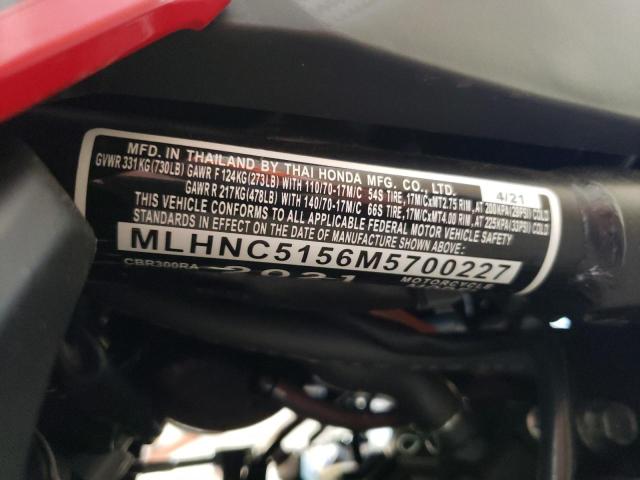 MFD. IN THAILAND BY THAI HONDA MFG. CO., LTD. 4/21
GVWR 331 KG(730LB) GAWR F 124KG(273LB) WITH 110/70-17M/C 54S TIRE, 17M/CxMT2.75 RIM, AT 200KPA(29PSI) COLD
GAWR R 217KG(478LB) WITH 140/70-17M/C 66S TIRE, 17M/CxMT4.00 RIM, AT 225KPA(33PSI) COLD
THIS VEHICLE CONFORMS TO ALL APPLICABLE FEDERAL MOTOR VEHICLE SAFETY
STANDARDS IN EFFECT ON THE DATE OF MANUFACTURE SHOWN ABOVE.
MLHNC5156M5700227
CBR300RA 2021 MOTORCYCLE